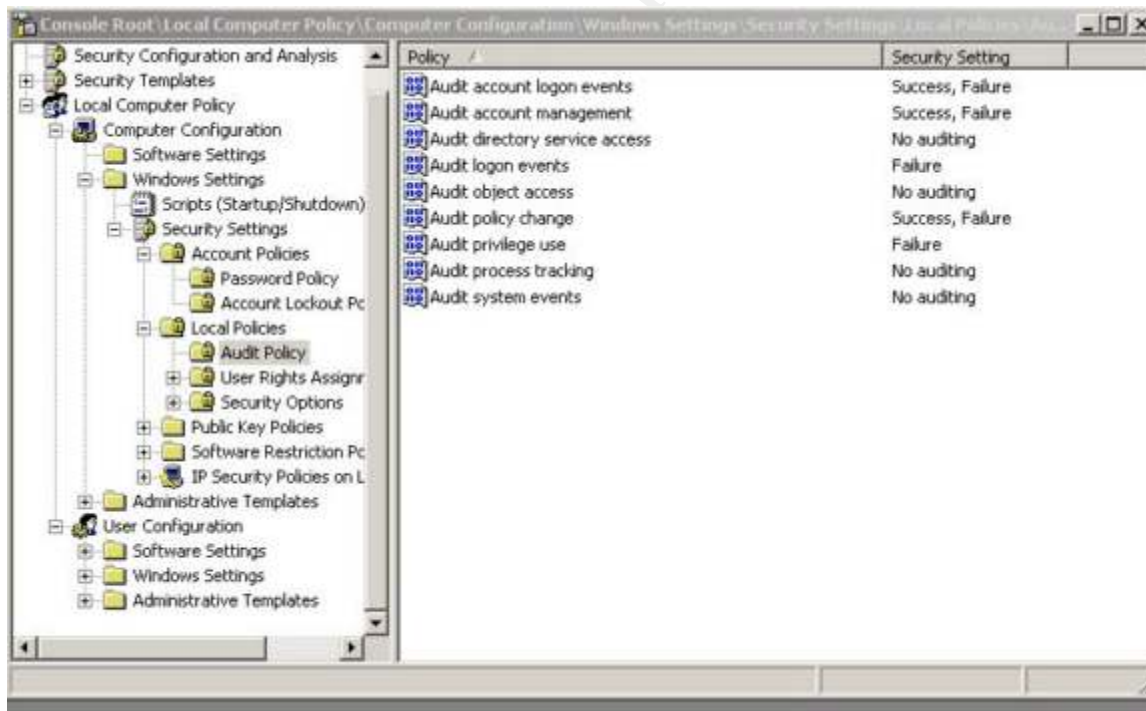 Console Root\Local Computer Policy\Computer Configuration\Windows Settings\Security Settings\Local Policies\Au...
Security Configuration and Analysis
Security Templates
Local Computer Policy
Computer Configuration
Software Settings
Windows Settings
Scripts (Startup/Shutdown)
Security Settings
Account Policies
Password Policy
Account Lockout Pc
Local Policies
Audit Policy
User Rights Assignr
Security Options
Public Key Policies
Software Restriction Pc
IP Security Policies on L
Administrative Templates
User Configuration
Software Settings
Windows Settings
Administrative Templates
Policy Security Setting
Audit account logon events Success, Failure
Audit account management Success, Failure
Audit directory service access No auditing
Audit logon events Failure
Audit object access No auditing
Audit policy change Success, Failure
Audit privilege use Failure
Audit process tracking No auditing
Audit system events No auditing